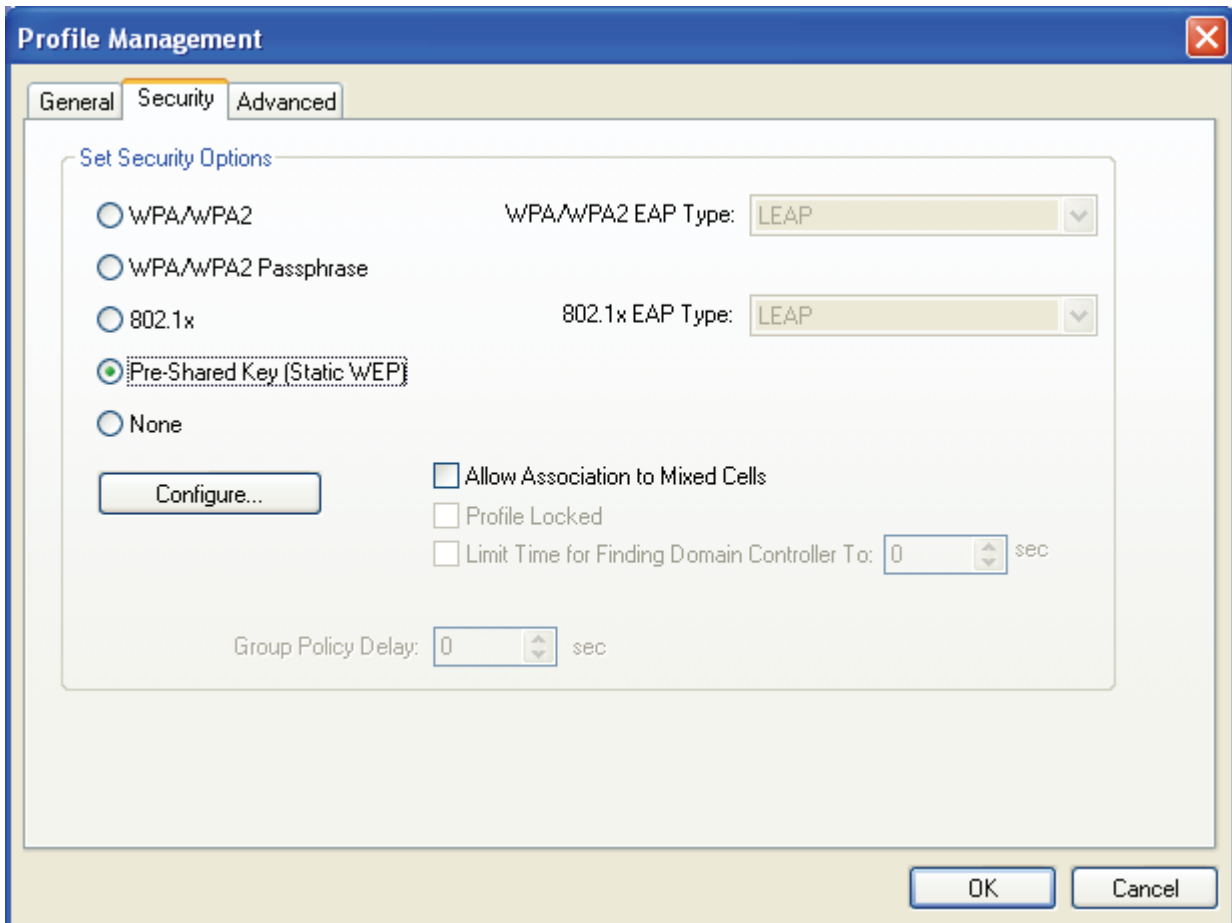 Profile Management
General Security Advanced
Set Security Options
WPA/WPA2 WPA/WPA2 EAP Type: LEAP
WPA/WPA2 Passphrase
802.1x 802.1x EAP Type: LEAP
Pre-Shared Key (Static WEP)
None
Configure... Allow Association to Mixed Cells
Profile Locked
Limit Time for Finding Domain Controller To: 0 sec
Group Policy Delay: 0 sec
OK Cancel